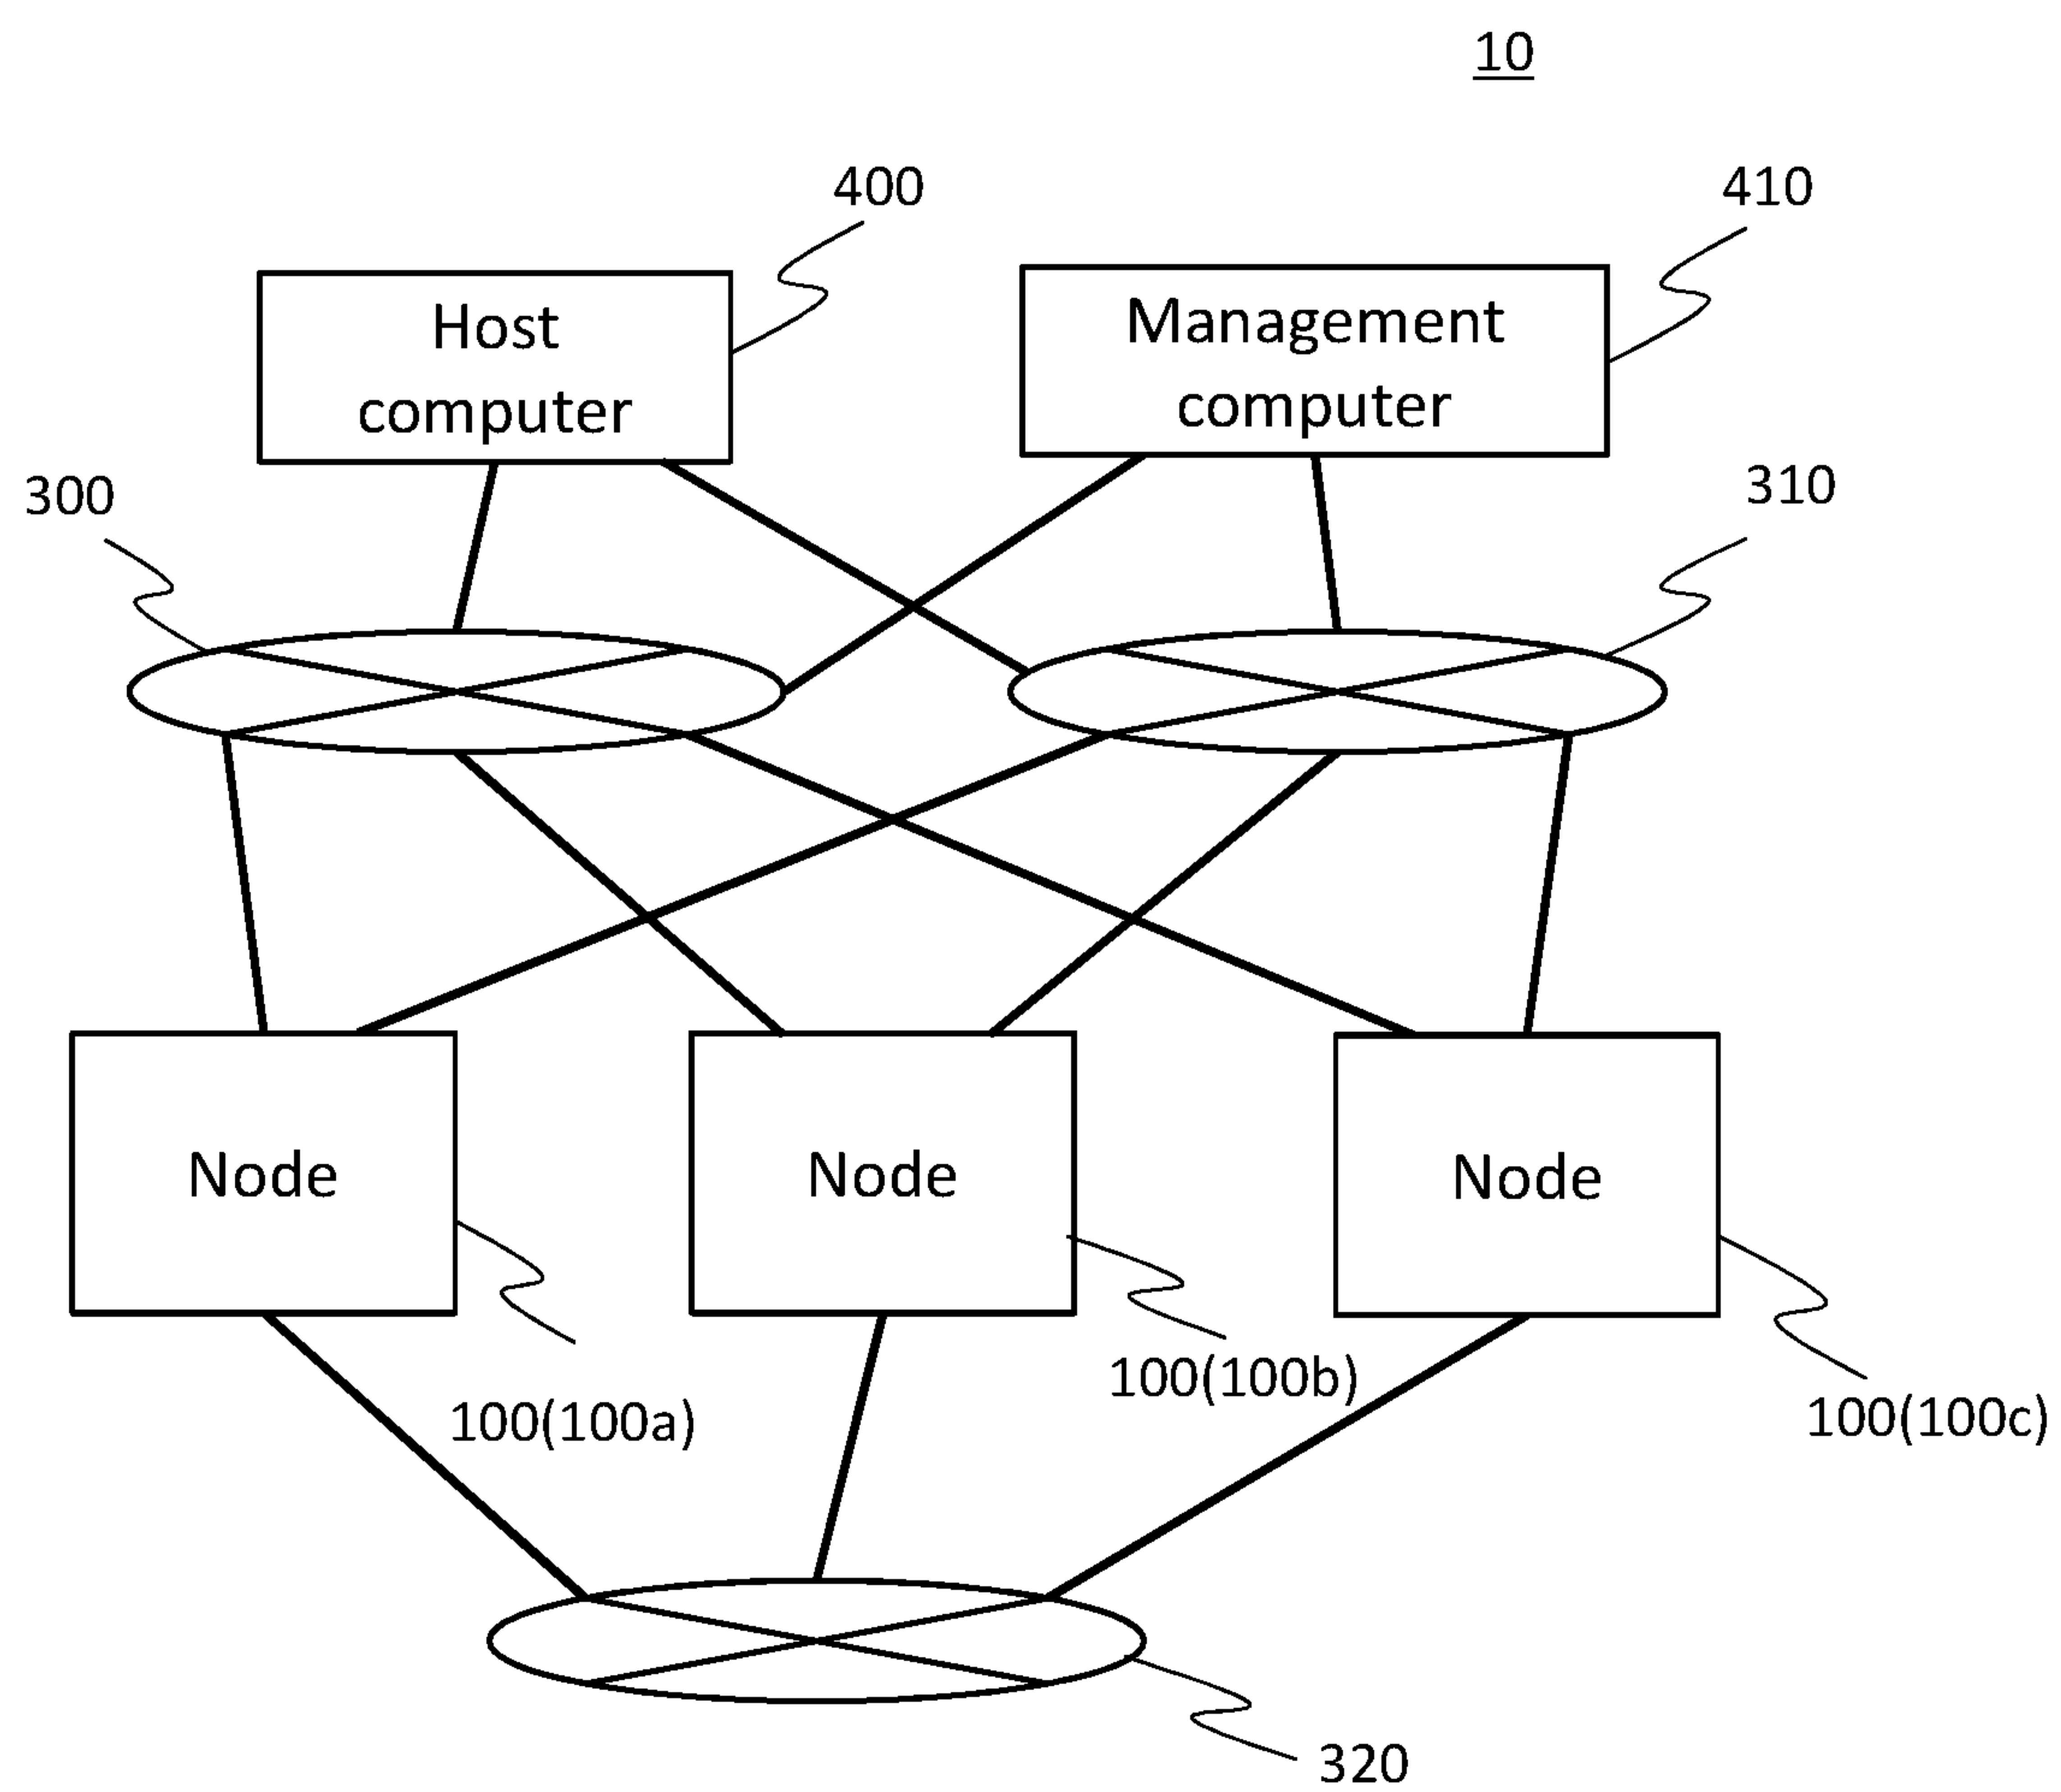 10
400
410
Host
computer
Management
computer
300
310
Node
Node
Node
100(100a)
100(100b)
100(100c)
320